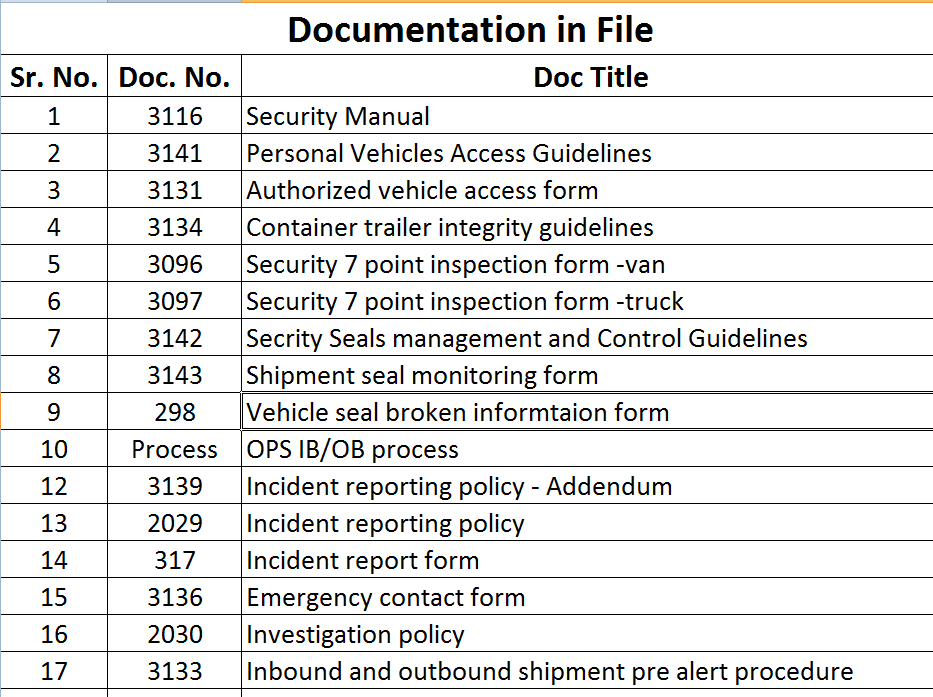 Documentation in File
Sr. No. Doc. No. Doc Title
1 3116 Security Manual
2 3141 Personal Vehicles Access Guidelines
3 3131 Authorized vehicle access form
4 3134 Container trailer integrity guidelines
5 3096 Security 7 point inspection form -van
6 3097 Security 7 point inspection form -truck
7 3142 Secrity Seals management and Control Guidelines
8 3143 Shipment seal monitoring form
9 298 Vehicle seal broken informtaion form
10 Process OPS IB/OB process
12 3139 Incident reporting policy - Addendum
13 2029 Incident reporting policy
14 317 Incident report form
15 3136 Emergency contact form
16 2030 Investigation policy
17 3133 Inbound and outbound shipment pre alert procedure